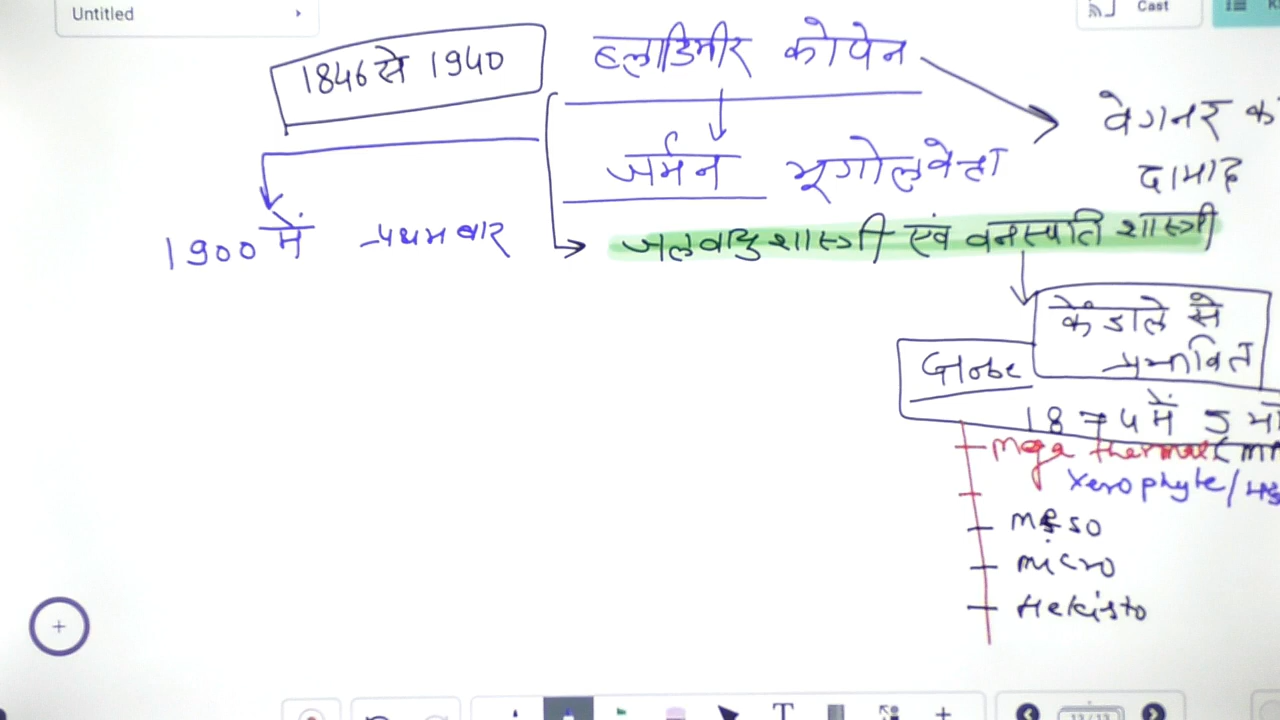 Untitled
Cast
1846 से 1940
ब्लाडिमीर कोपेन
वेगनर के
दामाद
जर्मन भूगोलवेत्ता
1900 में प्रथम बार
जलवायु शास्त्री एवं वनस्पति शास्त्री
केंडाले से
प्रभावित
Globe
1874 में 5
Mega thermal
Xerophyte/
meso
micro
Hekisto
T